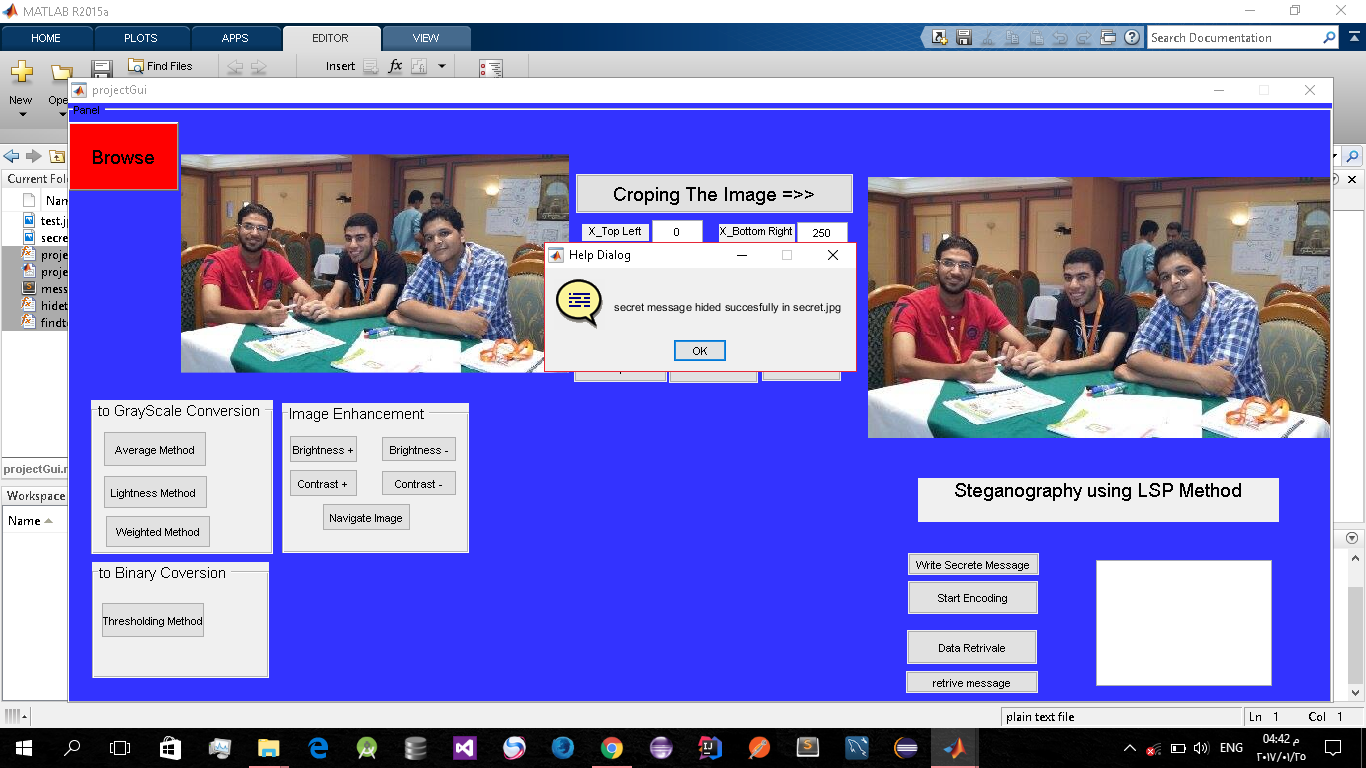 MATLAB R2015a
HOME
PLOTS
APPS
EDITOR
VIEW
Search Documentation
New
Find Files
Insert
fx
projectGui
Panel
Browse
Current Fold
test.j
secre
proje
proje
mess
hidet
findt
projectGui.
Workspace
Name
Croping The Image =>>
X_Top Left
0
X_Bottom Right
250
Help Dialog
secret message hided succesfully in secret.jpg
OK
to GrayScale Conversion
Average Method
Lightness Method
Weighted Method
Image Enhancement
Brightness +
Brightness -
Contrast +
Contrast -
Navigate Image
to Binary Coversion
Thresholding Method
Steganography using LSP Method
Write Secrete Message
Start Encoding
Data Retrivale
retrive message
plain text file
Ln 1
Col 1
ENG
04:42 م
٢٠١٧/٠١/٢٥